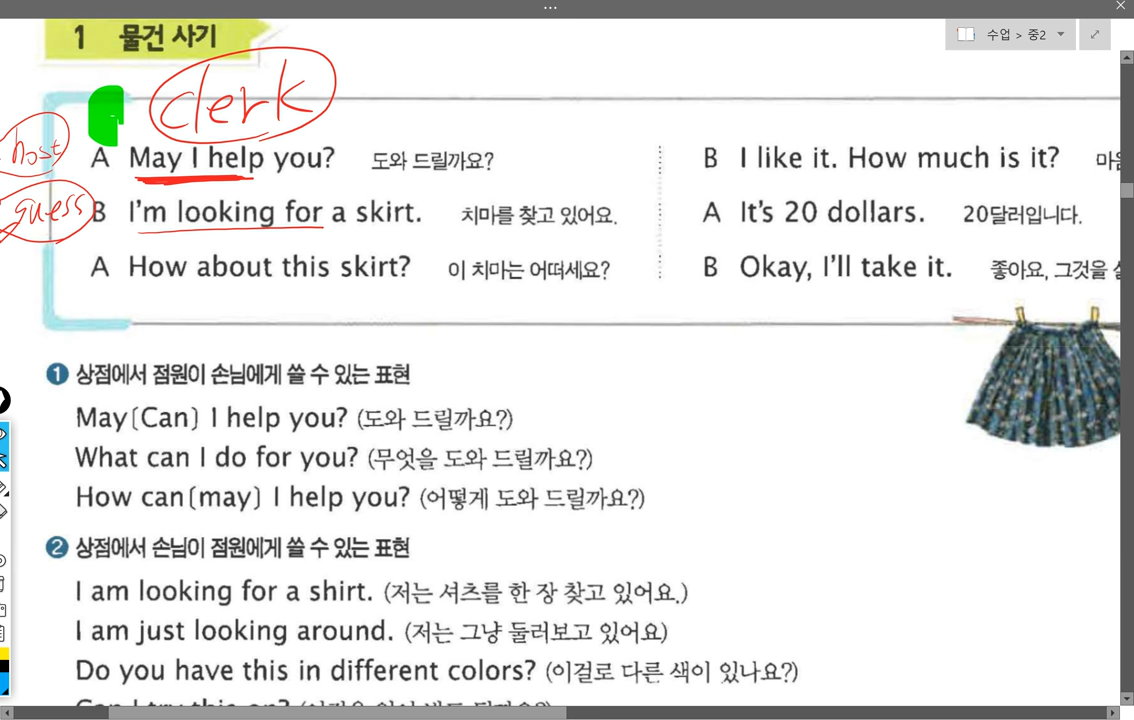 수업 > 중2
1 물건 사기
clerk
host
guess
A May I help you? 도와 드릴까요?
B I'm looking for a skirt. 치마를 찾고 있어요.
A How about this skirt? 이 치마는 어떠세요?
B I like it. How much is it?
A It's 20 dollars. 20달러입니다.
B Okay, I'll take it. 좋아요, 그것을
1 상점에서 점원이 손님에게 쓸 수 있는 표현
May(Can) I help you? (도와 드릴까요?)
What can I do for you? (무엇을 도와 드릴까요?)
How can(may) I help you? (어떻게 도와 드릴까요?)
2 상점에서 손님이 점원에게 쓸 수 있는 표현
I am looking for a shirt. (저는 셔츠를 한 장 찾고 있어요.)
I am just looking around. (저는 그냥 둘러보고 있어요)
Do you have this in different colors? (이걸로 다른 색이 있나요?)